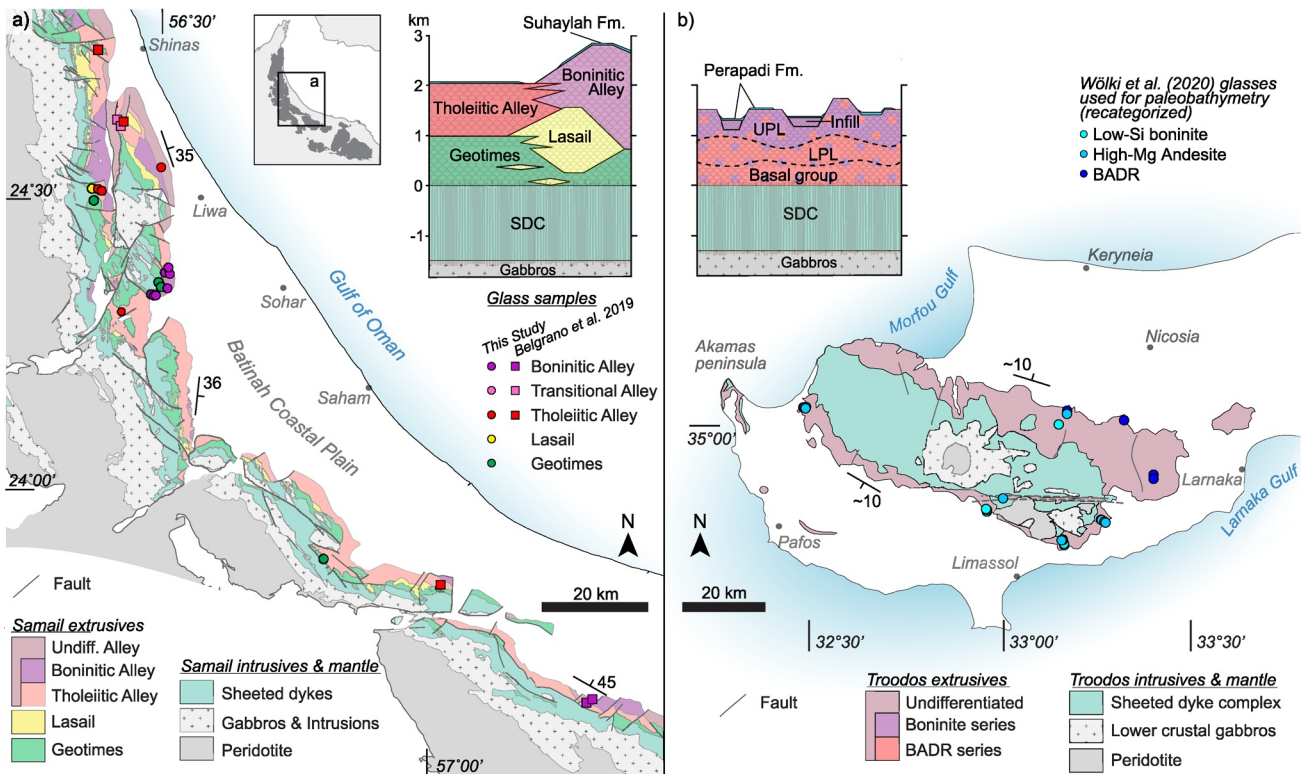 a)
56°30’
Shinas
a
km
3
2
1
0
-1
Suhaylah Fm.
Boninitic
Alley
Tholeiitic Alley
Lasail
Geotimes
SDC
Gabbros
35
24°30’
Liwa
Sohar
Gulf of Oman
Glass samples
This Study
Belgrano et al. 2019
Boninitic Alley
Transitional Alley
Tholeiitic Alley
Lasail
Geotimes
Batinah Coastal Plain
36
Saham
24°00’
N
20 km
Fault
Samail extrusives
Undiff. Alley
Boninitic Alley
Tholeiitic Alley
Lasail
Geotimes
Samail intrusives & mantle
Sheeted dykes
Gabbros & Intrusions
Peridotite
45
57°00’
b)
Perapadi Fm.
UPL
Infill
LPL
Basal group
SDC
Gabbros
Wölki et al. (2020) glasses
used for paleobathymetry
(recategorized)
Low-Si boninite
High-Mg Andesite
BADR
Keryneia
Morfou Gulf
Nicosia
Akamas
peninsula
~10
35°00’
~10
Larnaka
Larnaka Gulf
Pafos
Limassol
N
20 km
32°30’
33°00’
33°30’
Fault
Troodos extrusives
Undifferentiated
Boninite series
BADR series
Troodos intrusives & mantle
Sheeted dyke complex
Lower crustal gabbros
Peridotite